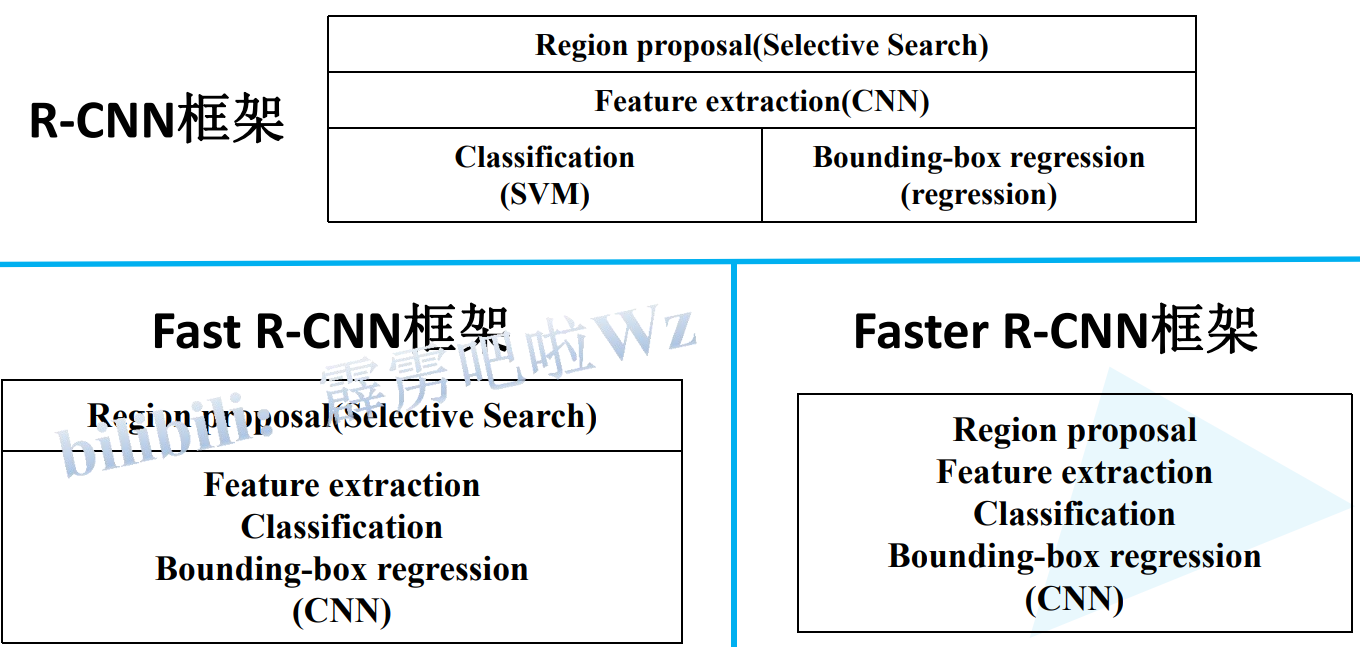 R-CNN框架
Region proposal(Selective Search)
Feature extraction(CNN)
Classification
(SVM)
Bounding-box regression
(regression)
Fast R-CNN框架
Region proposal(Selective Search)
Feature extraction
Classification
Bounding-box regression
(CNN)
bilibili: 霹雳吧啦Wz
Faster R-CNN框架
Region proposal
Feature extraction
Classification
Bounding-box regression
(CNN)